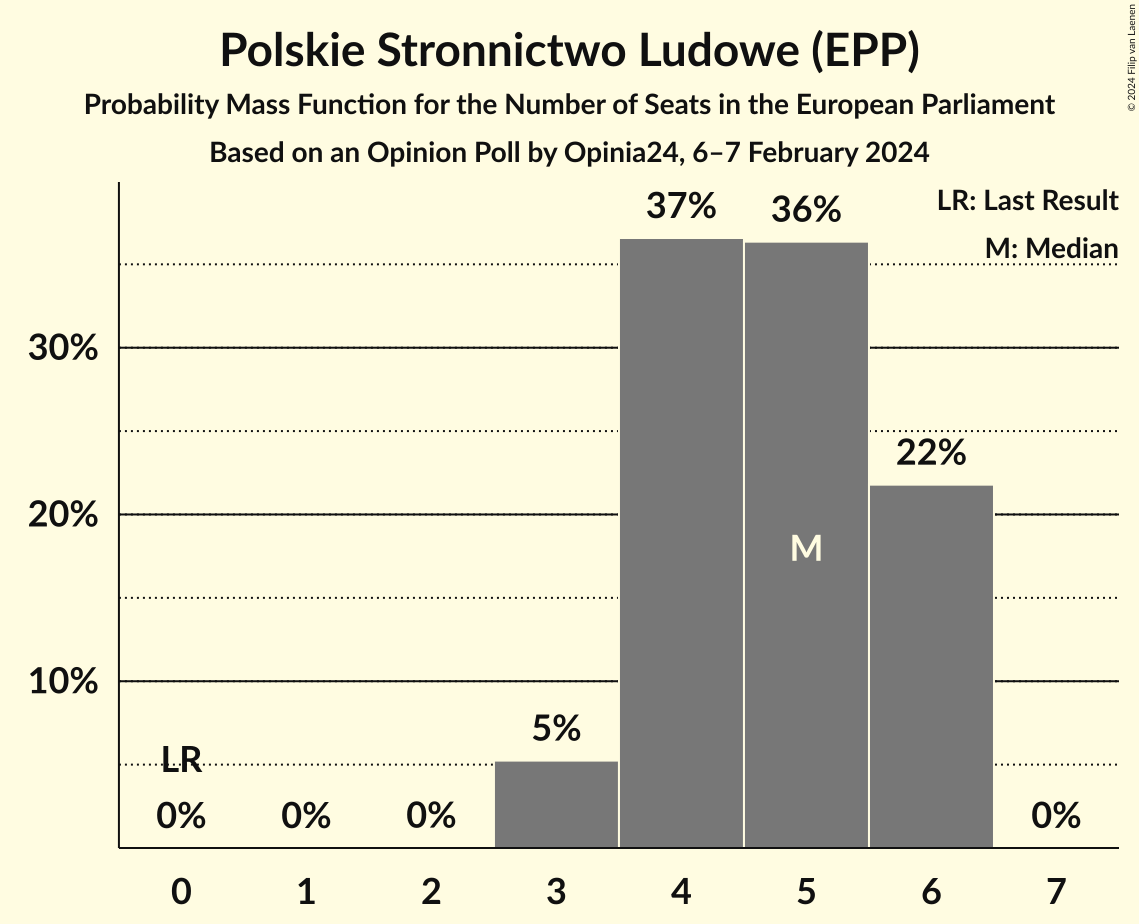 Polskie Stronnictwo Ludowe (EPP)
Probability Mass Function for the Number of Seats in the European Parliament
Based on an Opinion Poll by Opinia24, 6–7 February 2024
© 2024 Filip van Laenen
LR: Last Result
M: Median
37%
36%
30%
22%
20%
M
10%
5%
LR
0%
0%
0%
0%
0
1
2
3
4
5
6
7